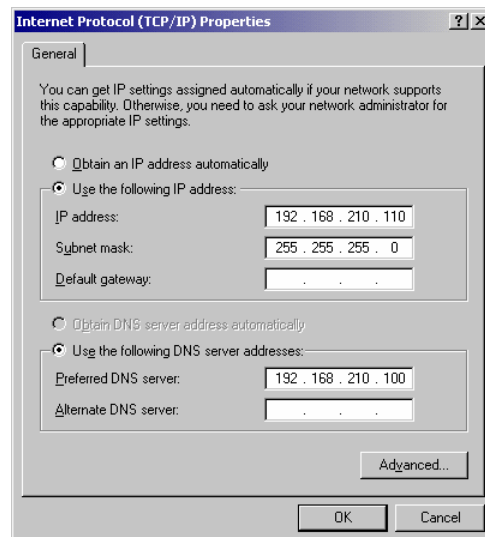 Internet Protocol (TCP/IP) Properties
General
You can get IP settings assigned automatically if your network supports
this capability. Otherwise, you need to ask your network administrator for
the appropriate IP settings.
Obtain an IP address automatically
Use the following IP address:
IP address: 192 . 168 . 210 . 110
Subnet mask: 255 . 255 . 255 . 0
Default gateway: . . .
Obtain DNS server address automatically
Use the following DNS server addresses:
Preferred DNS server: 192 . 168 . 210 . 100
Alternate DNS server: . . .
Advanced...
OK Cancel